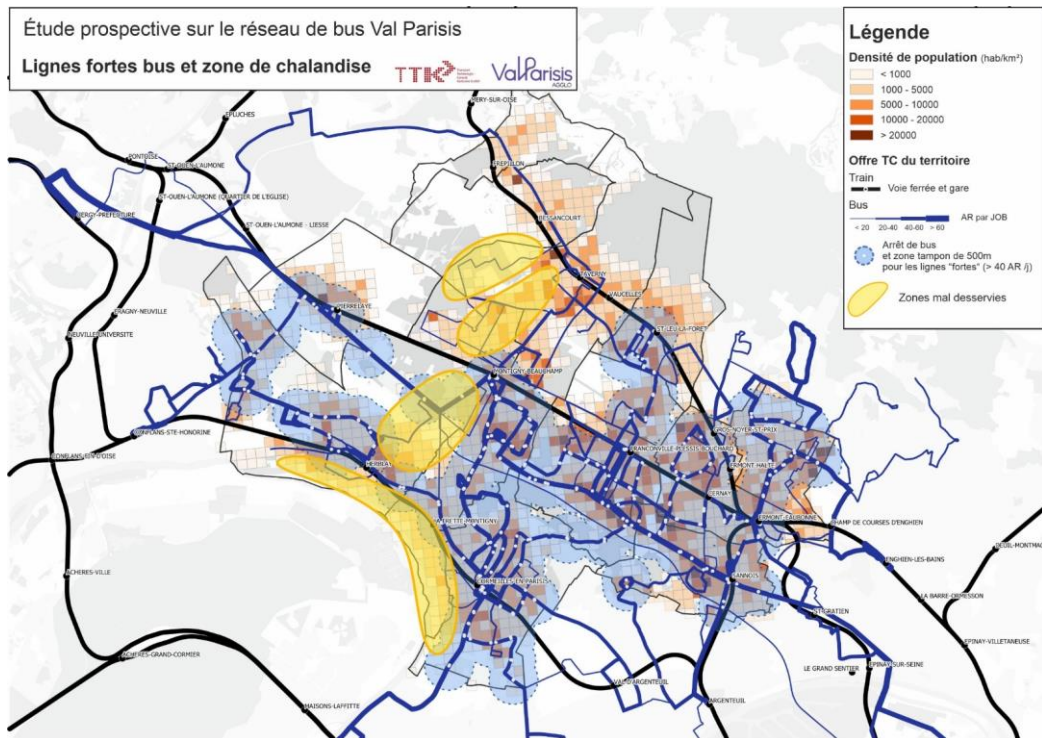 Étude prospective sur le réseau de bus Val Parisis
Lignes fortes bus et zone de chalandise
TTK
ValParisis
AGGLO
Légende
Densité de population (hab/km²)
< 1000
1000 - 5000
5000 - 10000
10000 - 20000
> 20000
Offre TC du territoire
Train
Voie ferrée et gare
Bus
AR par JOB
< 20 20-40 40-60 > 60
Arrêt de bus
et zone tampon de 500m
pour les lignes "fortes" (> 40 AR /j)
Zones mal desservies
MERY-SUR-OISE
EPLUCHES
PONTOISE
ST-OUEN-L'AUMONE
FREPILLON
ST-OUEN-L'AUMONE (QUARTIER DE L'EGLISE)
CERGY-PREFECTURE
BESSANCOURT
ST-OUEN-L'AUMONE - LIESSE
TAVERNY
VAUCELLES
PIERRELAYE
ERAGNY-NEUVILLE
NEUVILLE-UNIVERSITE
ST-LEU-LA-FORET
MONTIGNY-BEAUCHAMP
CONFLANS-STE-HONORINE
GROS-NOYER-ST-PRIX
FRANCONVILLE-PLESSIS-BOUCHARD
CONFLANS-FIN-D'OISE
HERBLAY
ERMONT-HALTE
CERNAY
LA FRETTE-MONTIGNY
ERMONT-EAUBONNE
CHAMP DE COURSES D'ENGHIEN
DEUIL-MONTMAG
ENGHIEN-LES-BAINS
ACHERES-VILLE
SANNOIS
CORMEILLES-EN-PARISIS
LA BARRE-ORMESSON
ST-GRATIEN
EPINAY-VILLETANEUSE
ACHERES-GRAND-CORMIER
LE GRAND SENTIER
EPINAY-SUR-SEINE
VAL D'ARGENTEUIL
ARGENTEUIL
MAISONS-LAFFITTE